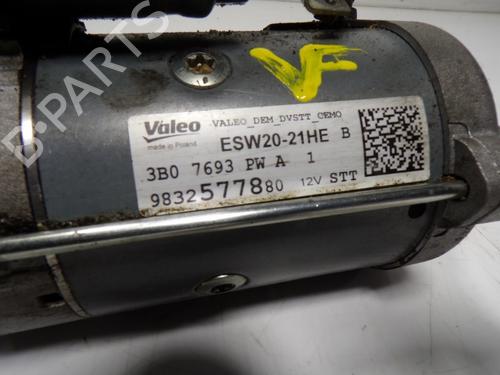 D-PARTS
VF
Valeo VALEO_DEM_DVSTT_CEMO
made in Poland ESW20-21HE B
3B0 7693 PW A 1
9832577880 12V STT